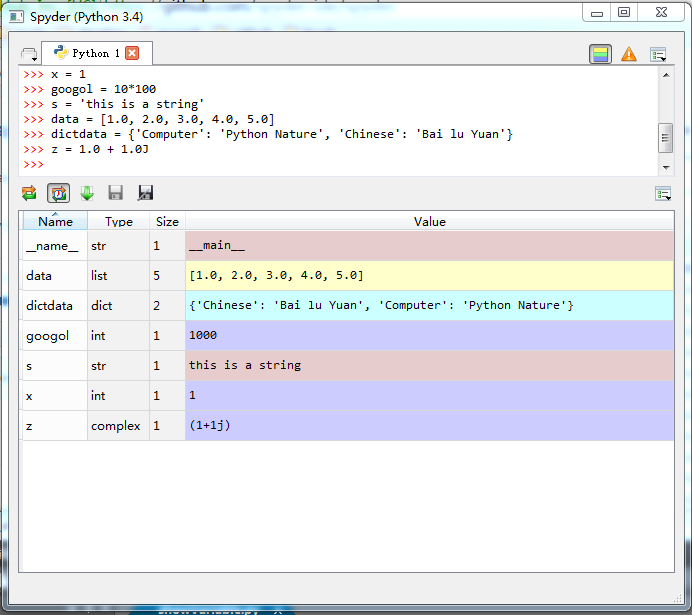 Spyder (Python 3.4)
Python 1
>>> x = 1
>>> googol = 10*100
>>> s = 'this is a string'
>>> data = [1.0, 2.0, 3.0, 4.0, 5.0]
>>> dictdata = {'Computer': 'Python Nature', 'Chinese': 'Bai lu Yuan'}
>>> z = 1.0 + 1.0J
>>>
Name Type Size Value
__name__ str 1 __main__
data list 5 [1.0, 2.0, 3.0, 4.0, 5.0]
dictdata dict 2 {'Chinese': 'Bai lu Yuan', 'Computer': 'Python Nature'}
googol int 1 1000
s str 1 this is a string
x int 1 1
z complex 1 (1+1j)